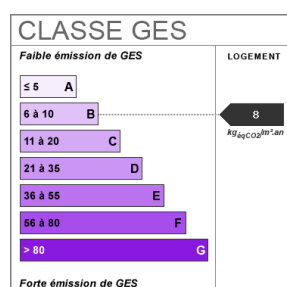 CLASSE GES
Faible émission de GES
LOGEMENT
≤ 5 A
6 à 10 B
8
kgéqCO2/m².an
11 à 20 C
21 à 35 D
36 à 55 E
56 à 80 F
> 80 G
Forte émission de GES